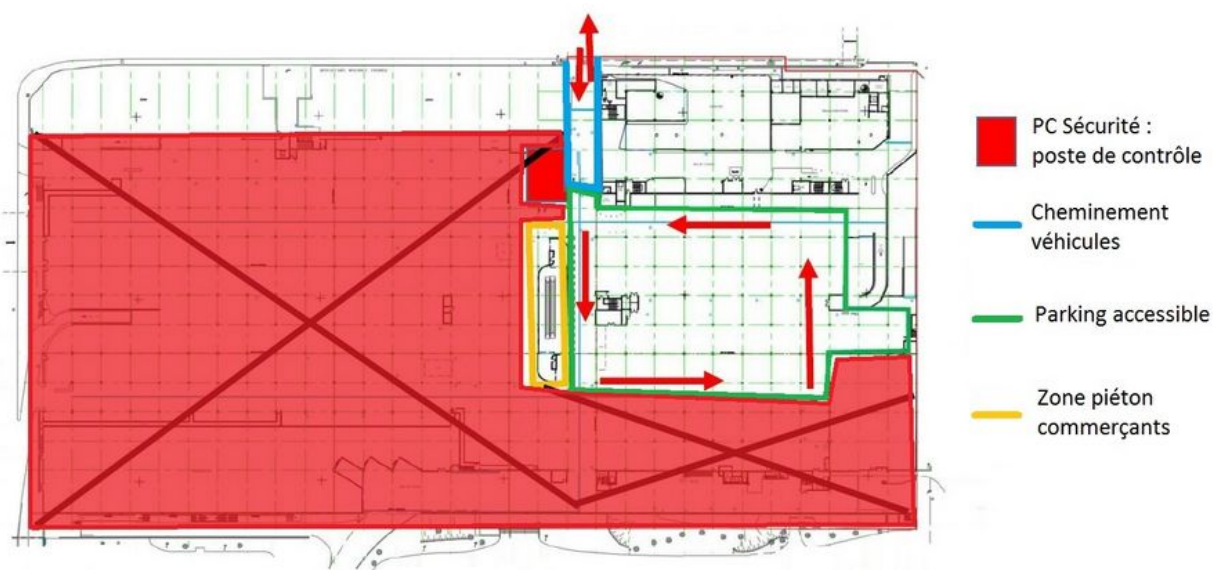 PC Sécurité :
poste de contrôle
Cheminement
véhicules
Parking accessible
Zone piéton
commerçants